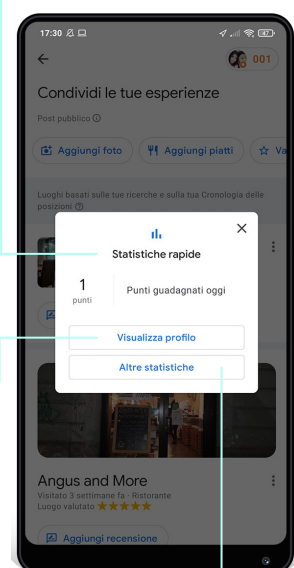 17:30
47
001
Condividi le tue esperienze
Post pubblico
Aggiungi foto
Aggiungi piatti
Va
Luoghi basati sulle tue ricerche e sulla tua Cronologia delle
posizioni
Statistiche rapide
1
punti
Punti guadagnati oggi
Visualizza profilo
Altre statistiche
Angus and More
Visitato 3 settimane fa · Ristorante
Luogo valutato ★★★★★
Aggiungi recensione